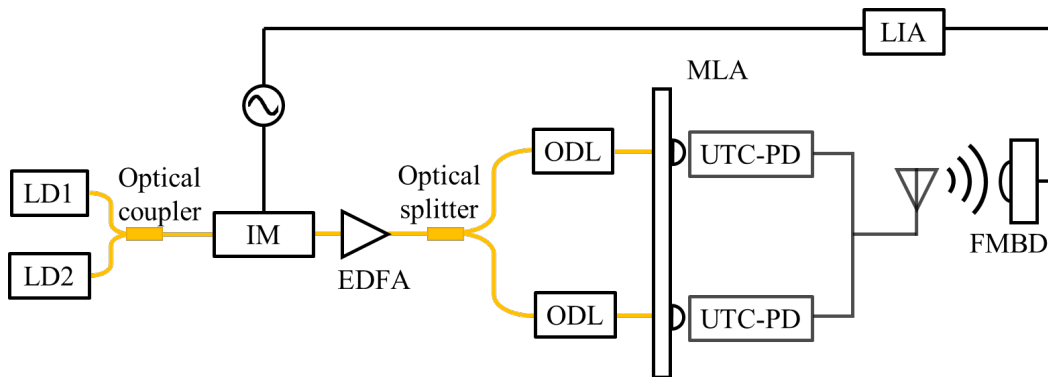 LIA
MLA
ODL
UTC-PD
LD1
Optical
coupler
Optical
splitter
IM
LD2
EDFA
FMBD
ODL
UTC-PD